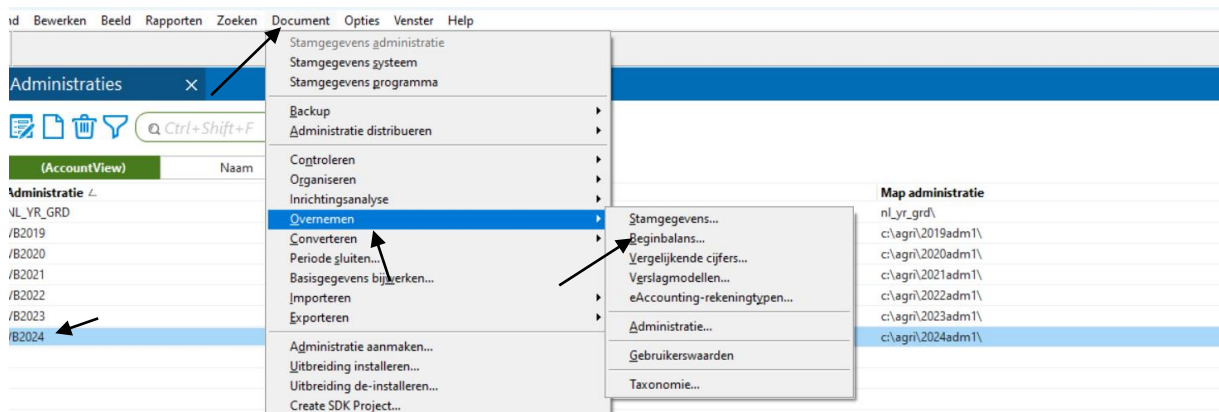 nd Bewerken Beeld Rapporten Zoeken Document Opties Venster Help
Stamgegevens administratie
Stamgegevens systeem
Stamgegevens programma
Administraties
Backup
Administratie distribueren
Ctrl+Shift+F
Controleren
(AccountView) Naam
Organiseren
Inrichtingsanalyse
Administratie Map administratie
Overnemen Stamgegevens...
NL_YR_GRD nl_yr_grd\
Converteren Beginbalans...
/B2019 c:\agri\2019adm1\
Periode sluiten... Vergelijkende cijfers...
/B2020 c:\agri\2020adm1\
Basisgegevens bijwerken... Verslagmodellen...
/B2021 c:\agri\2021adm1\
Importeren eAccounting-rekeningtypen...
/B2022 c:\agri\2022adm1\
Exporteren
/B2023 c:\agri\2023adm1\
Administratie...
/B2024 c:\agri\2024adm1\
Administratie aanmaken...
Gebruikerswaarden
Uitbreiding installeren...
Uitbreiding de-installeren...
Taxonomie...
Create SDK Project...